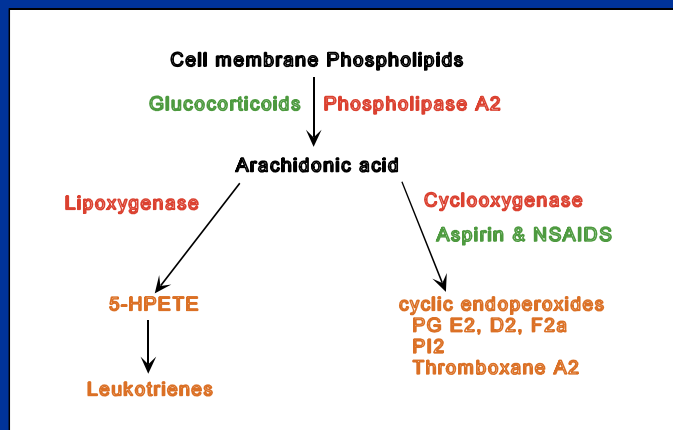 Cell membrane Phospholipids
Glucocorticoids Phospholipase A2
Arachidonic acid
Lipoxygenase
Cyclooxygenase
Aspirin & NSAIDS
5-HPETE
cyclic endoperoxides
PG E2, D2, F2a
PI2
Thromboxane A2
Leukotrienes